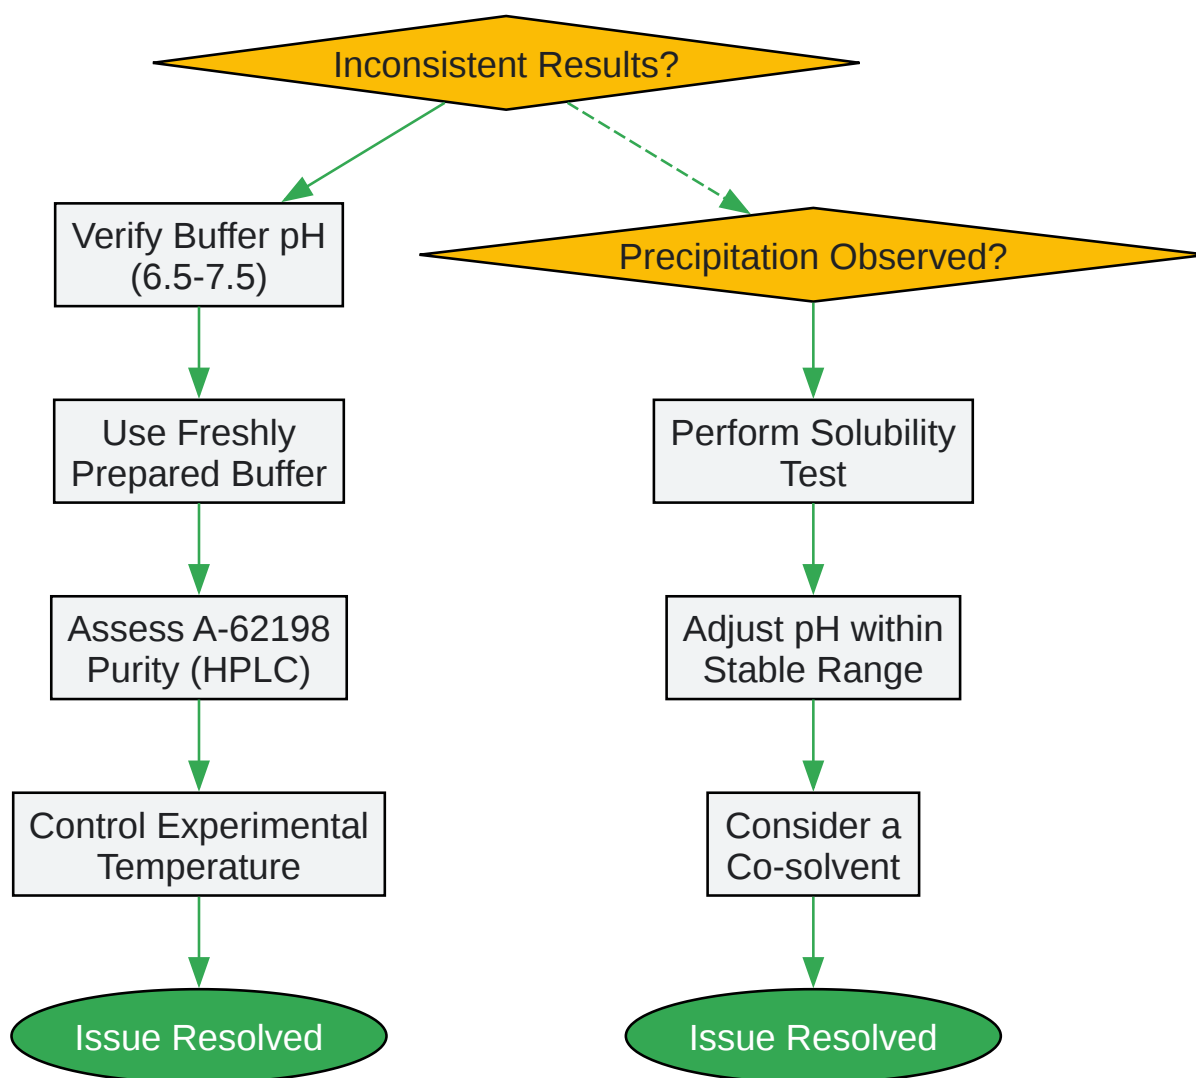 Inconsistent Results?
Verify Buffer pH
(6.5-7.5)
Precipitation Observed?
Use Freshly
Prepared Buffer
Perform Solubility
Test
Assess A-62198
Purity (HPLC)
Adjust pH within
Stable Range
Control Experimental
Temperature
Consider a
Co-solvent
Issue Resolved
Issue Resolved